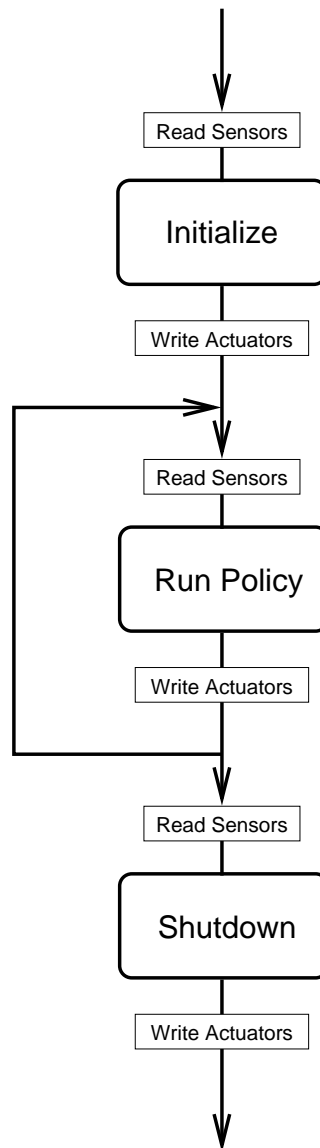 Read Sensors
Initialize
Write Actuators
Read Sensors
Run Policy
Write Actuators
Read Sensors
Shutdown
Write Actuators